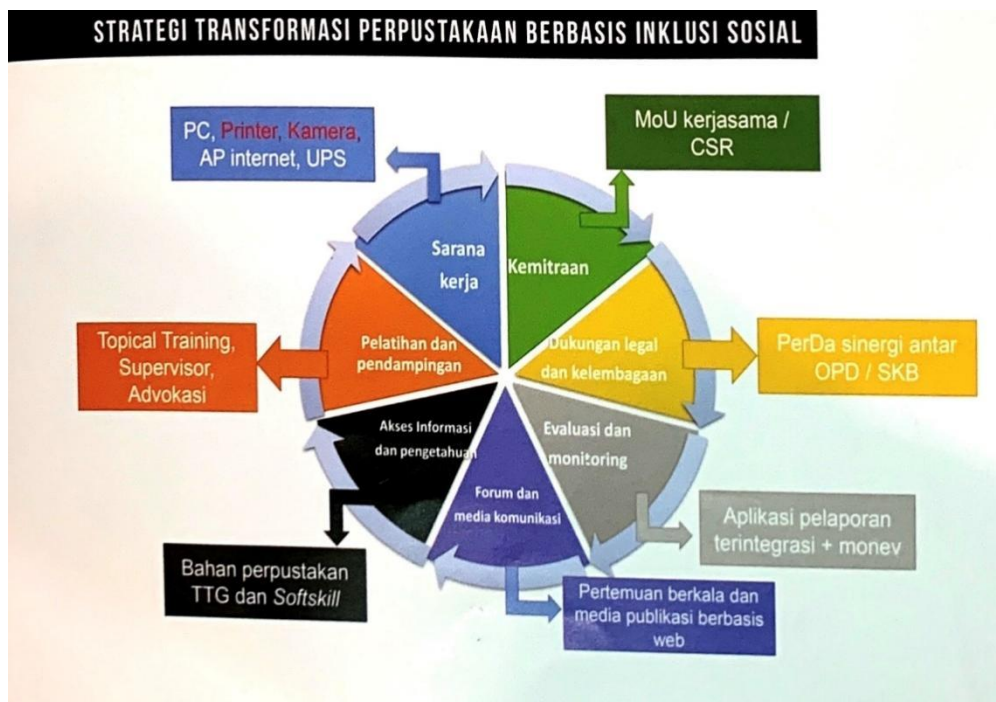 STRATEGI TRANSFORMASI PERPUSTAKAAN BERBASIS INKLUSI SOSIAL
PC, Printer, Kamera,
AP internet, UPS
MoU kerjasama /
CSR
Sarana
kerja
Kemitraan
Topical Training,
Supervisor,
Advokasi
Pelatihan dan
pendampingan
Dukungan legal
dan kelembagaan
PerDa sinergi antar
OPD / SKB
Akses Informasi
dan pengetahuan
Evaluasi dan
monitoring
Forum dan
media komunikasi
Aplikasi pelaporan
terintegrasi + monev
Bahan perpustakan
TTG dan Softskill
Pertemuan berkala dan
media publikasi berbasis
web